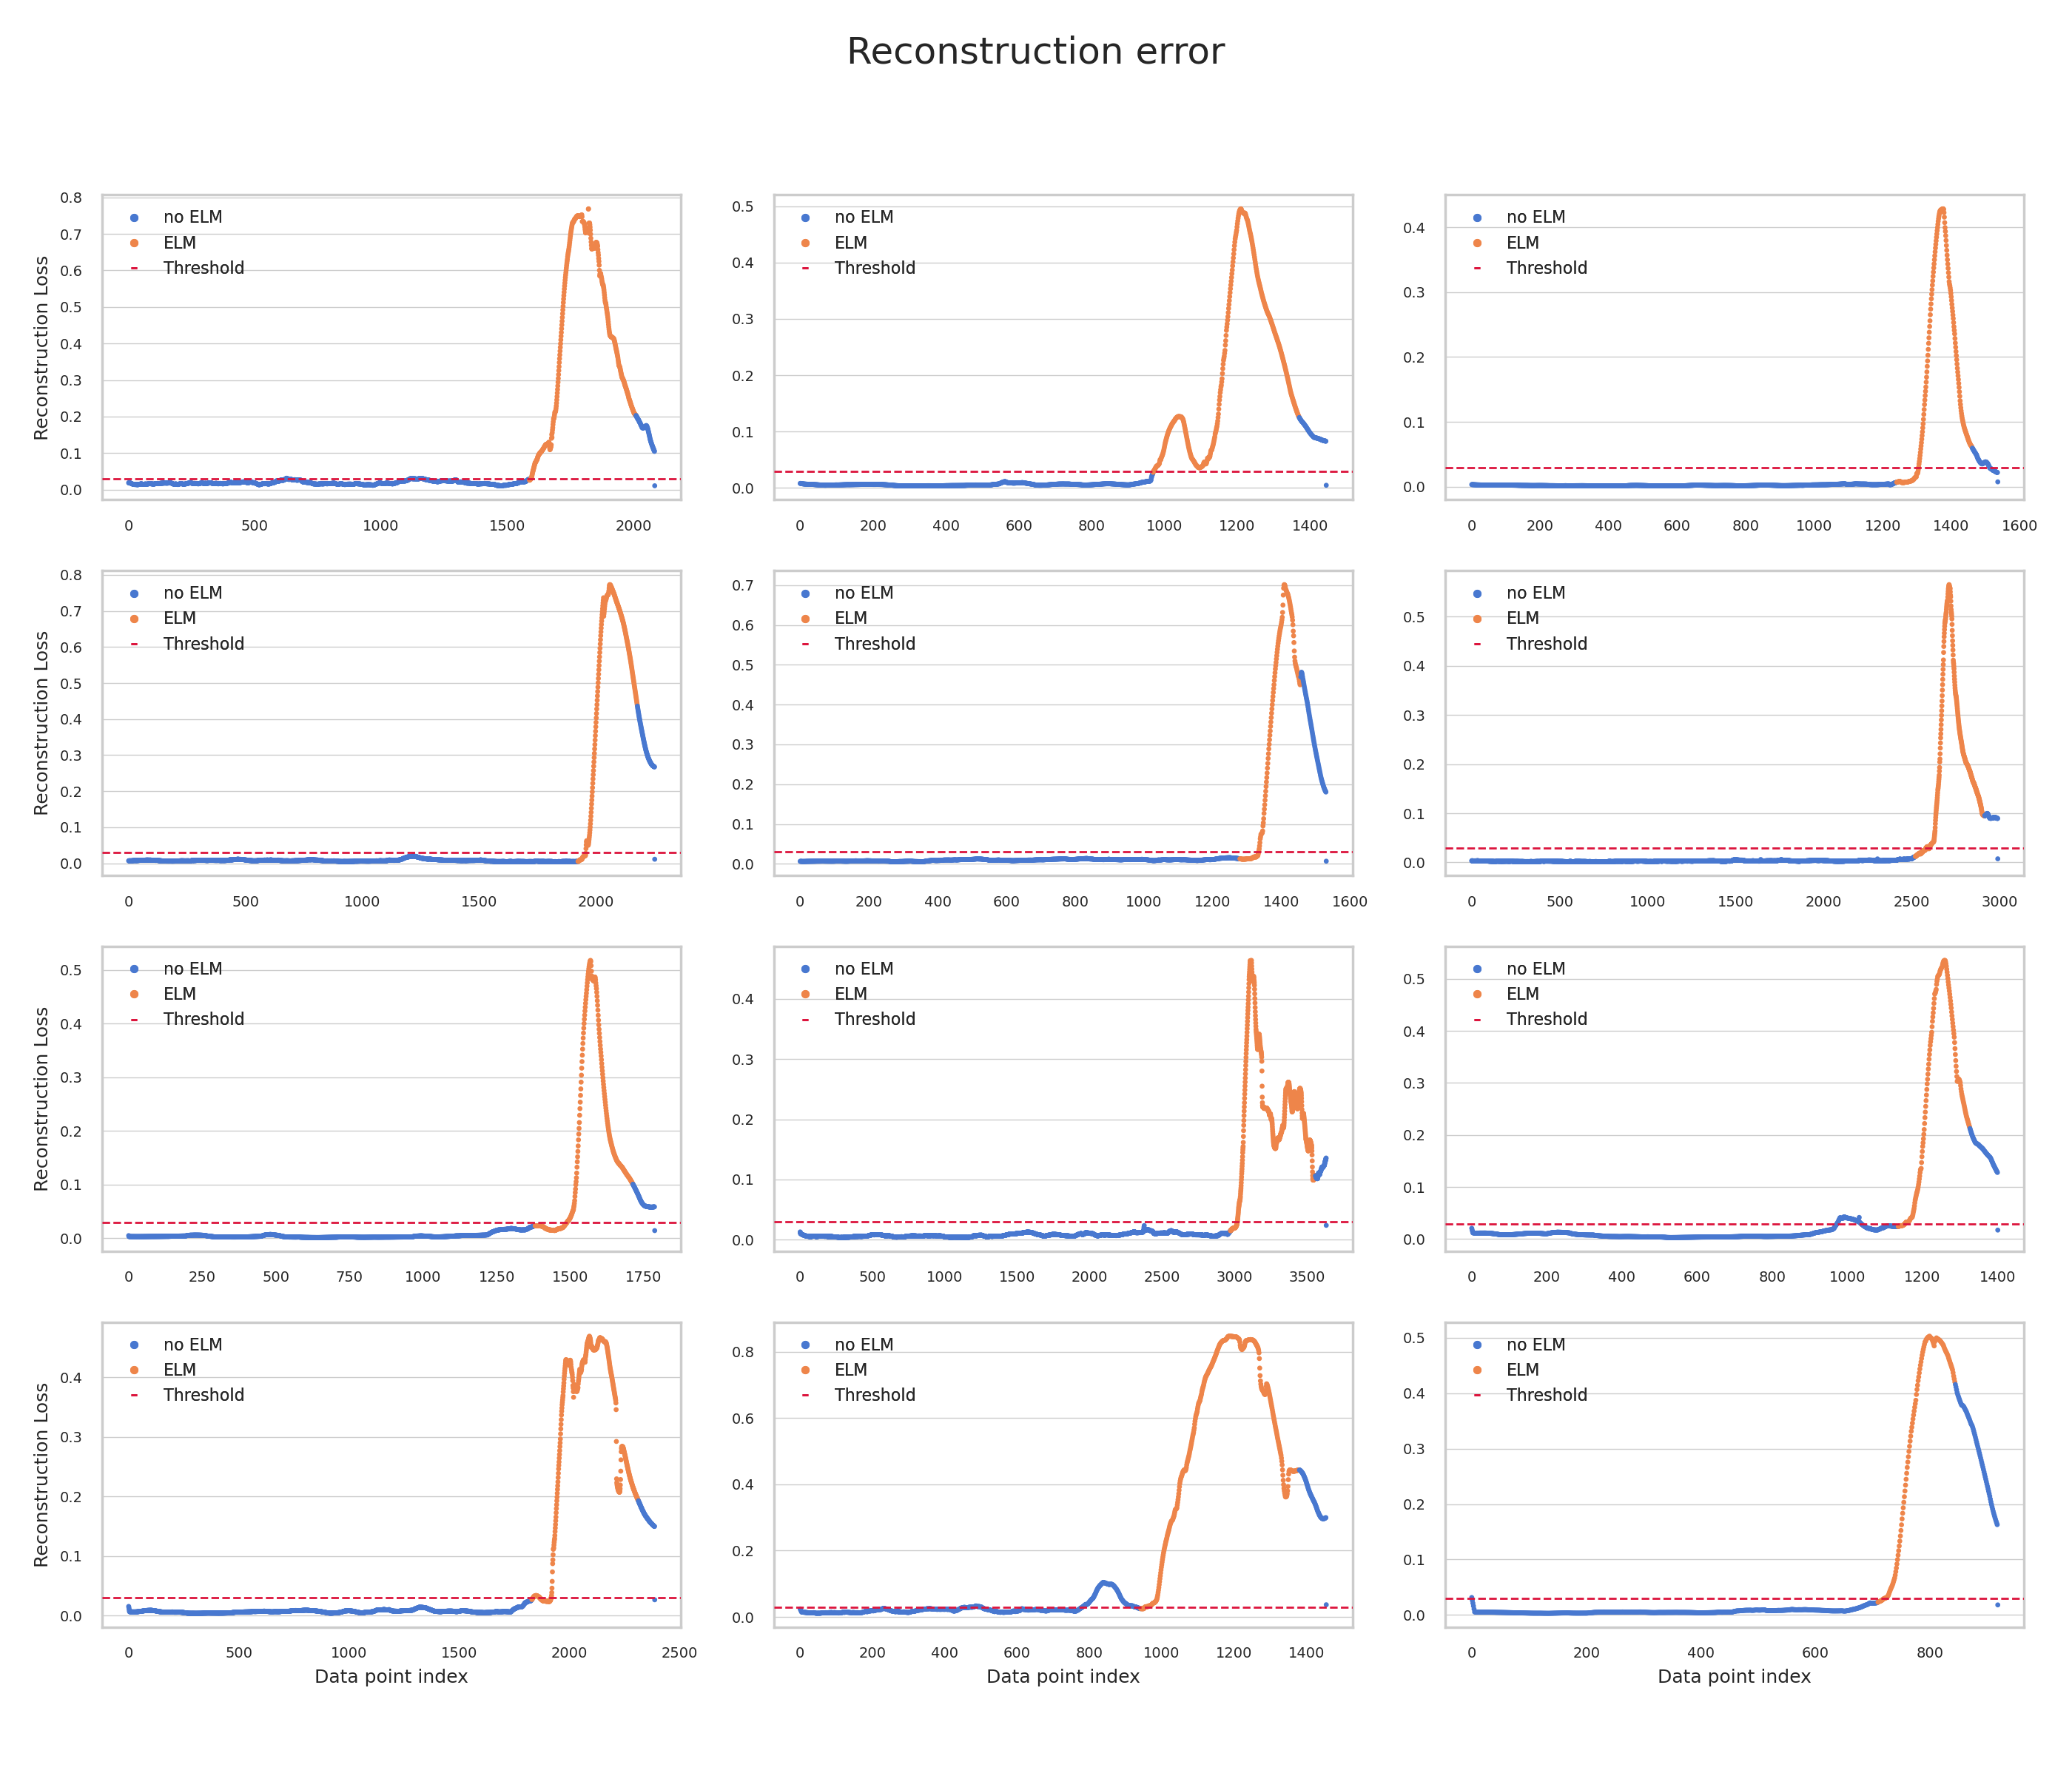 Reconstruction error
no ELM
ELM
Threshold
Reconstruction Loss
0.8
0.7
0.6
0.5
0.4
0.3
0.2
0.1
0.0
0 500 1000 1500 2000
no ELM
ELM
Threshold
0.5
0.4
0.3
0.2
0.1
0.0
0 200 400 600 800 1000 1200 1400
no ELM
ELM
Threshold
0.4
0.3
0.2
0.1
0.0
0 200 400 600 800 1000 1200 1400 1600
no ELM
ELM
Threshold
Reconstruction Loss
0.8
0.7
0.6
0.5
0.4
0.3
0.2
0.1
0.0
0 500 1000 1500 2000
no ELM
ELM
Threshold
0.7
0.6
0.5
0.4
0.3
0.2
0.1
0.0
0 200 400 600 800 1000 1200 1400 1600
no ELM
ELM
Threshold
0.5
0.4
0.3
0.2
0.1
0.0
0 500 1000 1500 2000 2500 3000
no ELM
ELM
Threshold
Reconstruction Loss
0.5
0.4
0.3
0.2
0.1
0.0
0 250 500 750 1000 1250 1500 1750
no ELM
ELM
Threshold
0.4
0.3
0.2
0.1
0.0
0 500 1000 1500 2000 2500 3000 3500
no ELM
ELM
Threshold
0.5
0.4
0.3
0.2
0.1
0.0
0 200 400 600 800 1000 1200 1400
no ELM
ELM
Threshold
Reconstruction Loss
0.4
0.3
0.2
0.1
0.0
0 500 1000 1500 2000 2500
Data point index
no ELM
ELM
Threshold
0.8
0.6
0.4
0.2
0.0
0 200 400 600 800 1000 1200 1400
Data point index
no ELM
ELM
Threshold
0.5
0.4
0.3
0.2
0.1
0.0
0 200 400 600 800
Data point index